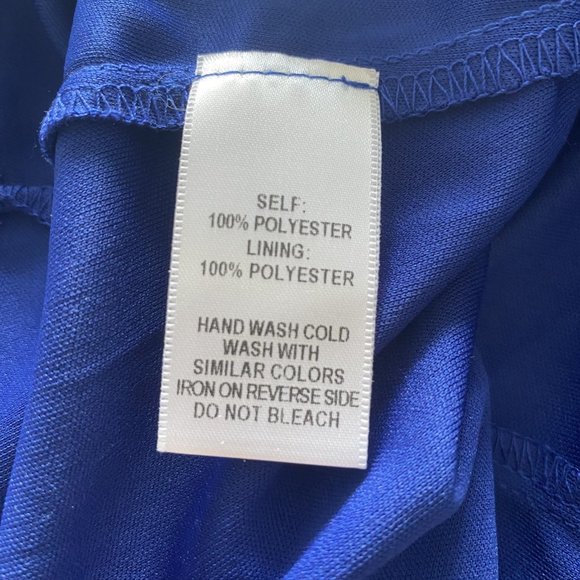 SELF:
100% POLYESTER
LINING:
100% POLYESTER
HAND WASH COLD
WASH WITH
SIMILAR COLORS
IRON ON REVERSE SIDE
DO NOT BLEACH